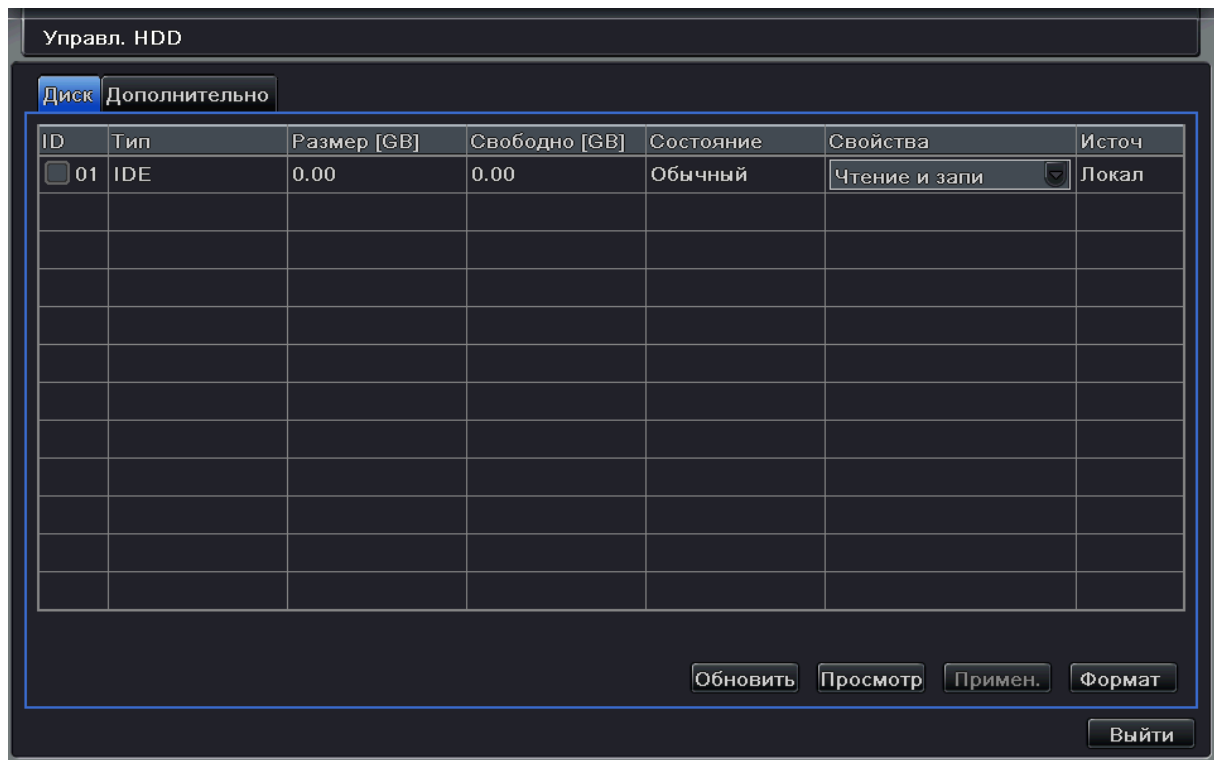 Управл. HDD
Диск Дополнительно
ID Тип Размер [GB] Свободно [GB] Состояние Свойства Источ
01 IDE 0.00 0.00 Обычный Чтение и запи Локал
Обновить Просмотр Примен. Формат
Выйти